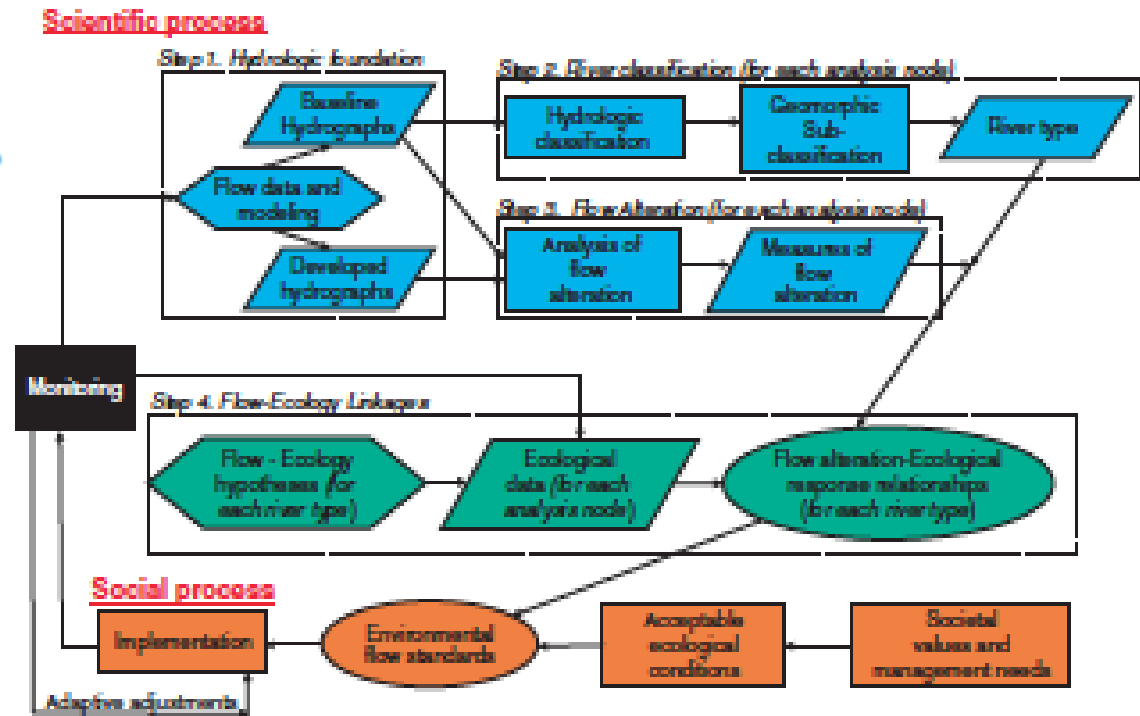 Scientific process
Step 1. Hydrologic foundation
Baseline
Hydrographs
Flow data and
modeling
Developed
hydrographs
Step 2. River classification (for each analysis node)
Hydrologic
classification
Geomorphic
Sub-
classification
River type
Step 3. Flow Alteration (for each analysis node)
Analysis of
flow
alteration
Measures of
flow
alteration
Monitoring
Step 4. Flow-Ecology Linkages
Flow - Ecology
hypotheses (for
each river type)
Ecological
data (for each
analysis node)
Flow alteration-Ecological
response relationships
(for each river type)
Social process
Implementation
Environmental
flow standards
Acceptable
ecological
conditions
Societal
values and
management needs
Adaptive adjustments